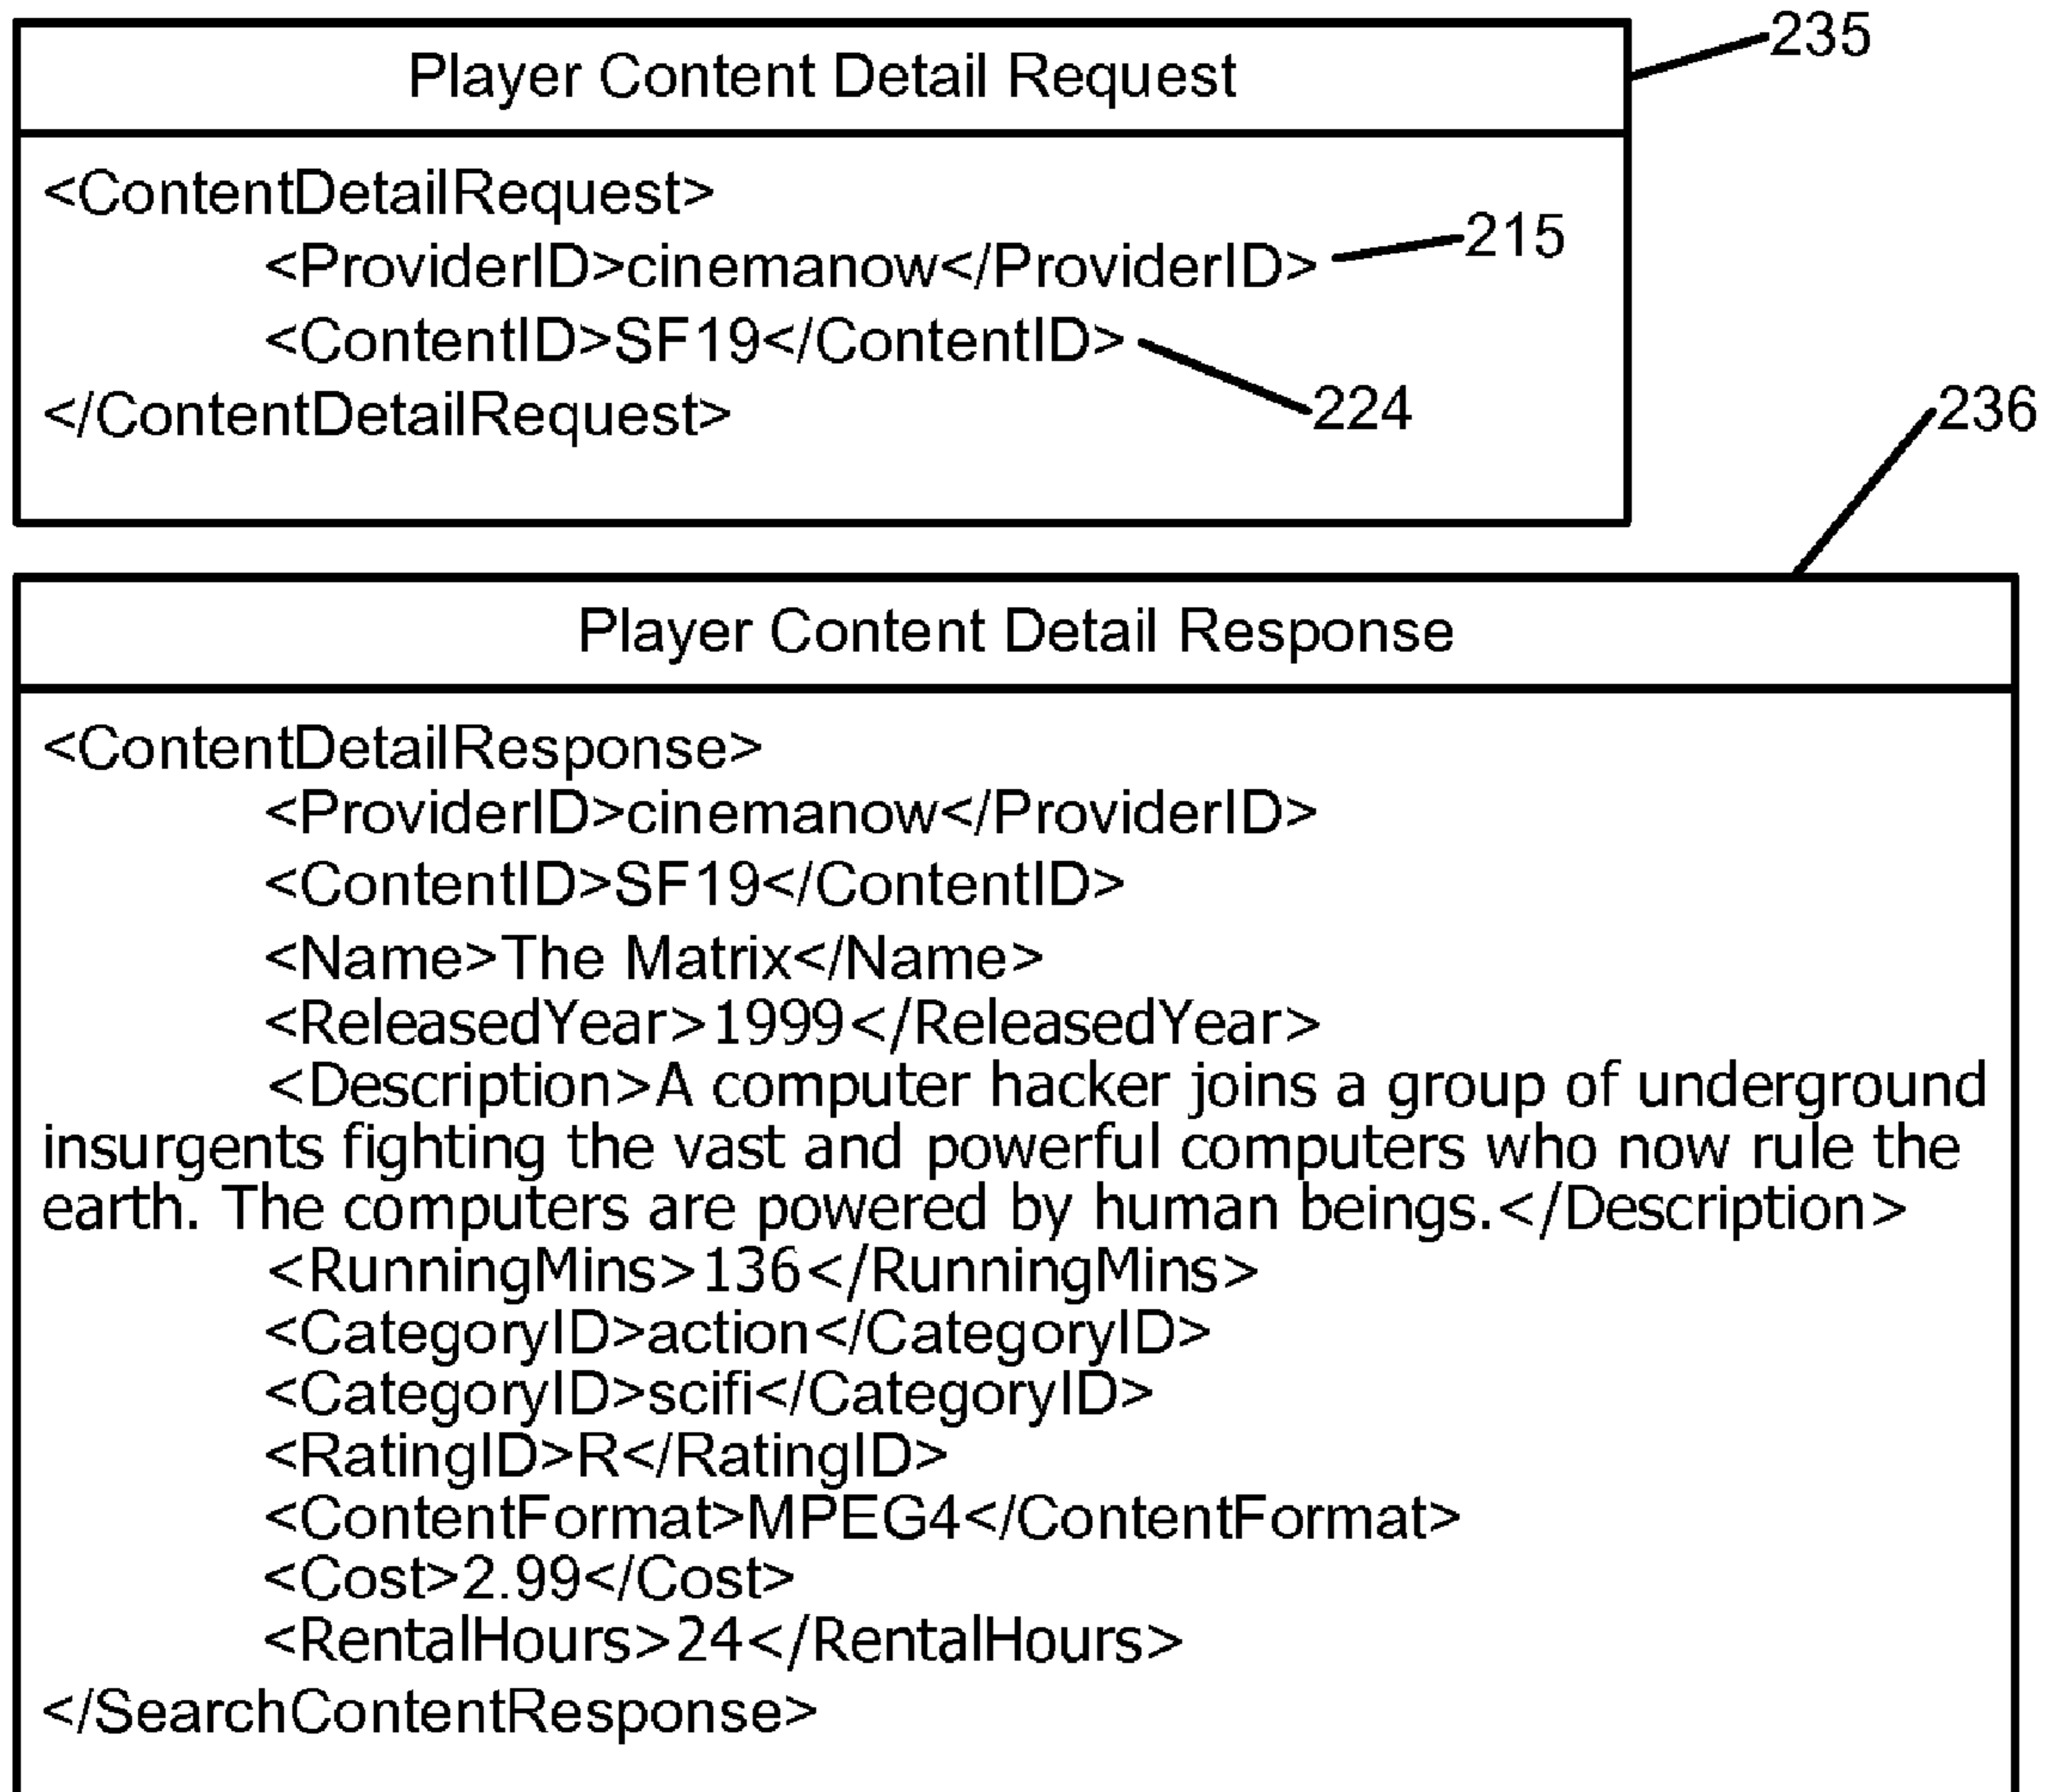 Player Content Detail Request
235
<ContentDetailRequest>
<ProviderID>cinemanow</ProviderID>
215
<ContentID>SF19</ContentID>
</ContentDetailRequest>
224
236
Player Content Detail Response
<ContentDetailResponse>
<ProviderID>cinemanow</ProviderID>
<ContentID>SF19</ContentID>
<Name>The Matrix</Name>
<ReleasedYear>1999</ReleasedYear>
<Description>A computer hacker joins a group of underground
insurgents fighting the vast and powerful computers who now rule the
earth. The computers are powered by human beings.</Description>
<RunningMins>136</RunningMins>
<CategoryID>action</CategoryID>
<CategoryID>scifi</CategoryID>
<RatingID>R</RatingID>
<ContentFormat>MPEG4</ContentFormat>
<Cost>2.99</Cost>
<RentalHours>24</RentalHours>
</SearchContentResponse>